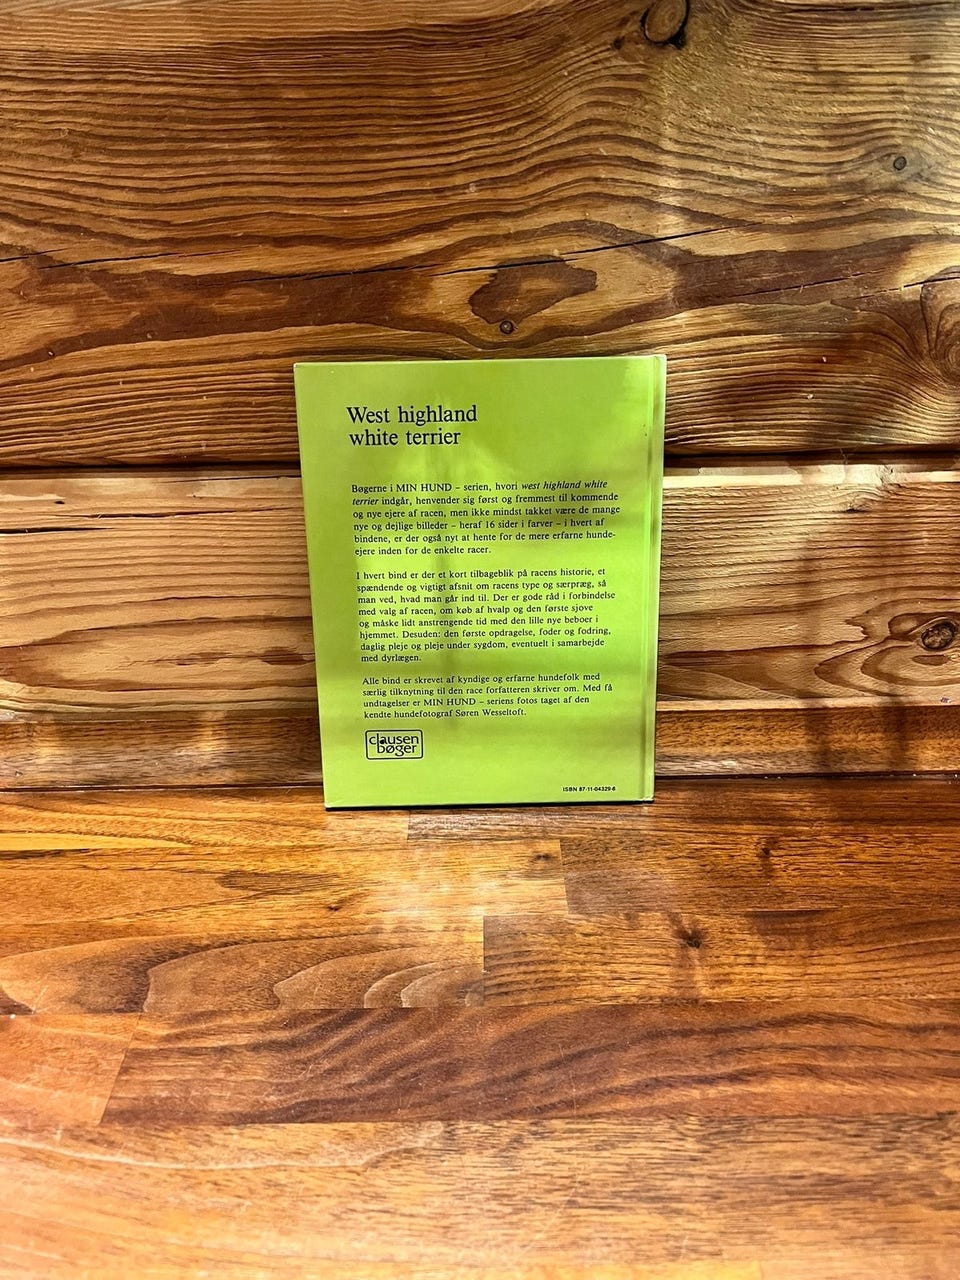 West highland
white terrier
Bøgerne i MIN HUND – serien, hvori west highland white
terrier indgår, henvender sig først og fremmest til kommende
og nye ejere af racen, men ikke mindst takket være de mange
nye og dejlige billeder – heraf 16 sider i farver – i hvert af
bindene, er der også nyt at hente for de mere erfarne hunde-
ejere inden for de enkelte racer.
I hvert bind er der et kort tilbageblik på racens historie, et
spændende og vigtigt afsnit om racens type og særpræg, så
man ved, hvad man går ind til. Der er gode råd i forbindelse
med valg af racen, om køb af hvalp og den første sjove
og måske lidt anstrengende tid med den lille nye beboer i
hjemmet. Desuden: den første opdragelse, foder og fodring,
daglig pleje og pleje under sygdom, eventuelt i samarbejde
med dyrlægen.
Alle bind er skrevet af kyndige og erfarne hundefolk med
særlig tilknytning til den race forfatteren skriver om. Med få
undtagelser er MIN HUND – seriens fotos taget af den
kendte hundefotograf Søren Wesseltoft.
clausen
bøger
ISBN 87-11-04329-6